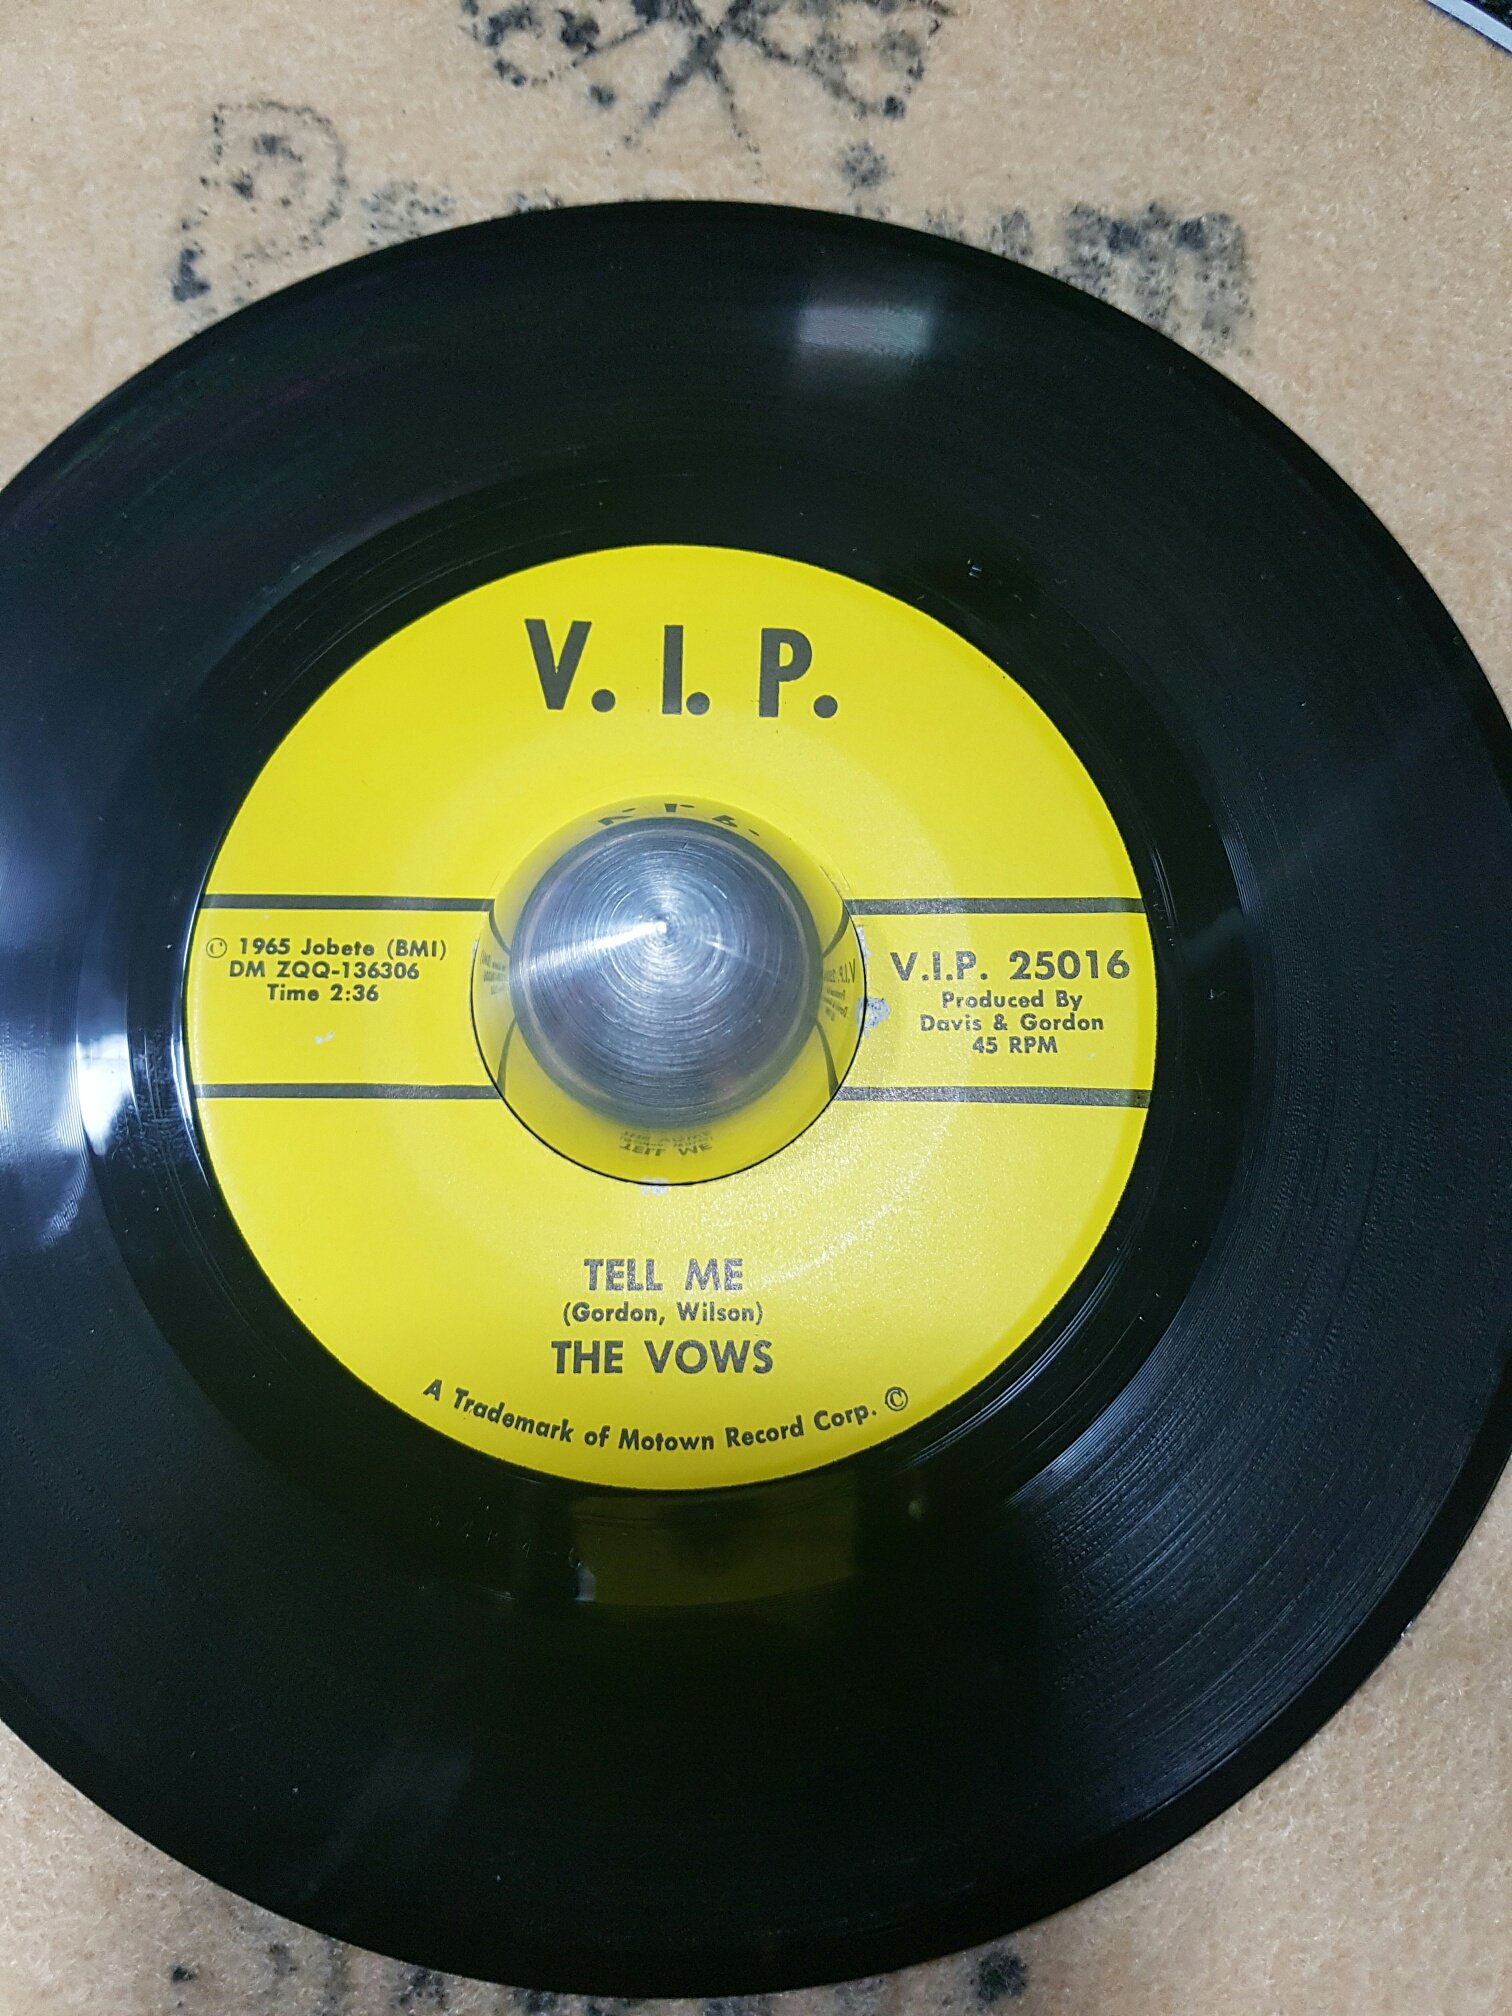 V. I. P.
© 1965 Jobete (BMI)
DM ZQQ-136306
Time 2:36
V.I.P. 25016
Produced By
Davis & Gordon
45 RPM
TELL ME
(Gordon, Wilson)
THE VOWS
A Trademark of Motown Record Corp. ©